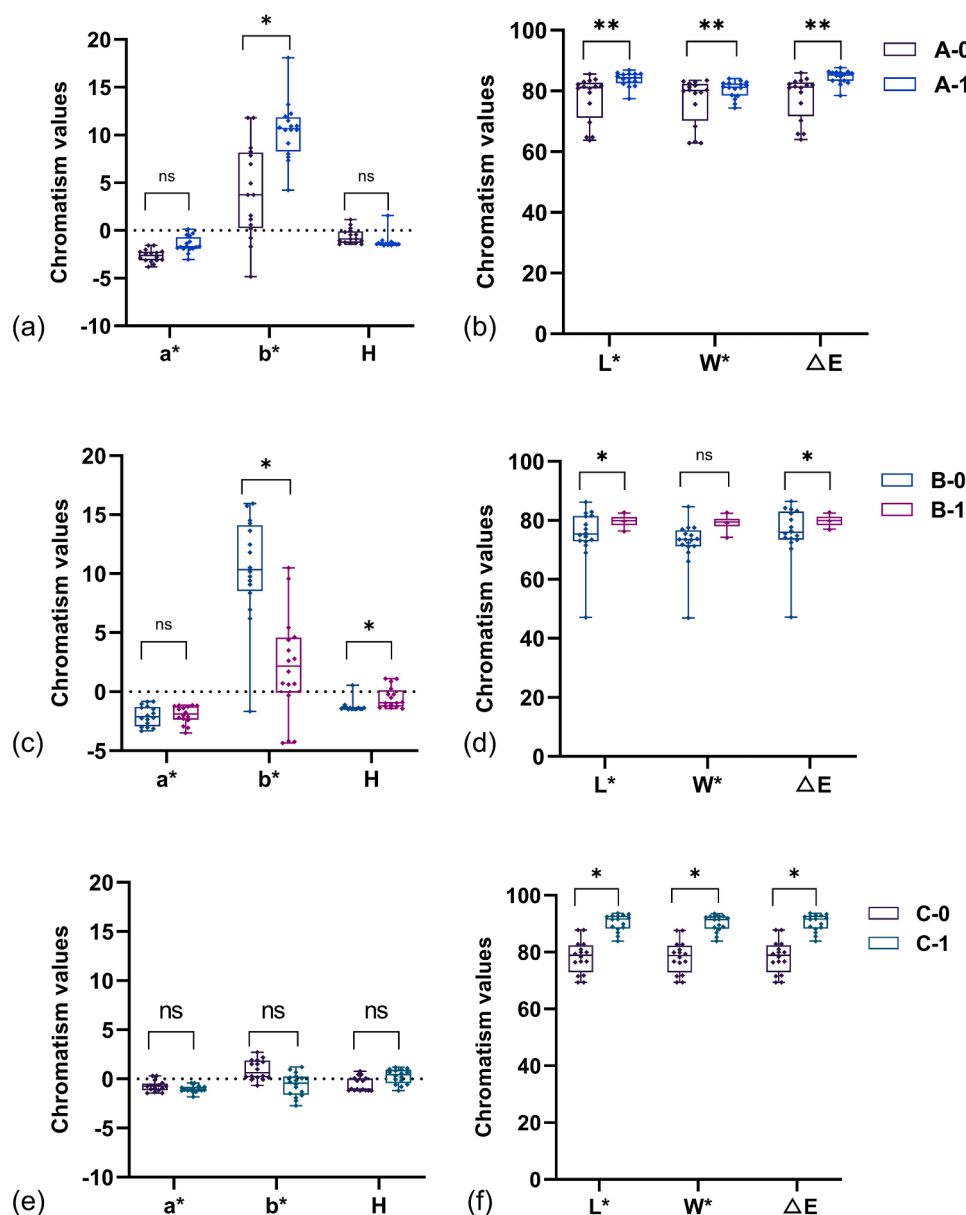 Chromatism values
20
15
10
5
0
-5
-10
ns
*
ns
a*
b*
H
(a)
Chromatism values
100
80
60
40
20
0
**
**
**
L*
W*
△E
(b)
A-0
A-1
Chromatism values
20
15
10
5
0
-5
ns
*
*
a*
b*
H
(c)
Chromatism values
100
80
60
40
20
0
*
ns
*
L*
W*
△E
(d)
B-0
B-1
Chromatism values
20
15
10
5
0
-5
-10
ns
ns
ns
a*
b*
H
(e)
Chromatism values
100
80
60
40
20
0
*
*
*
L*
W*
△E
(f)
C-0
C-1